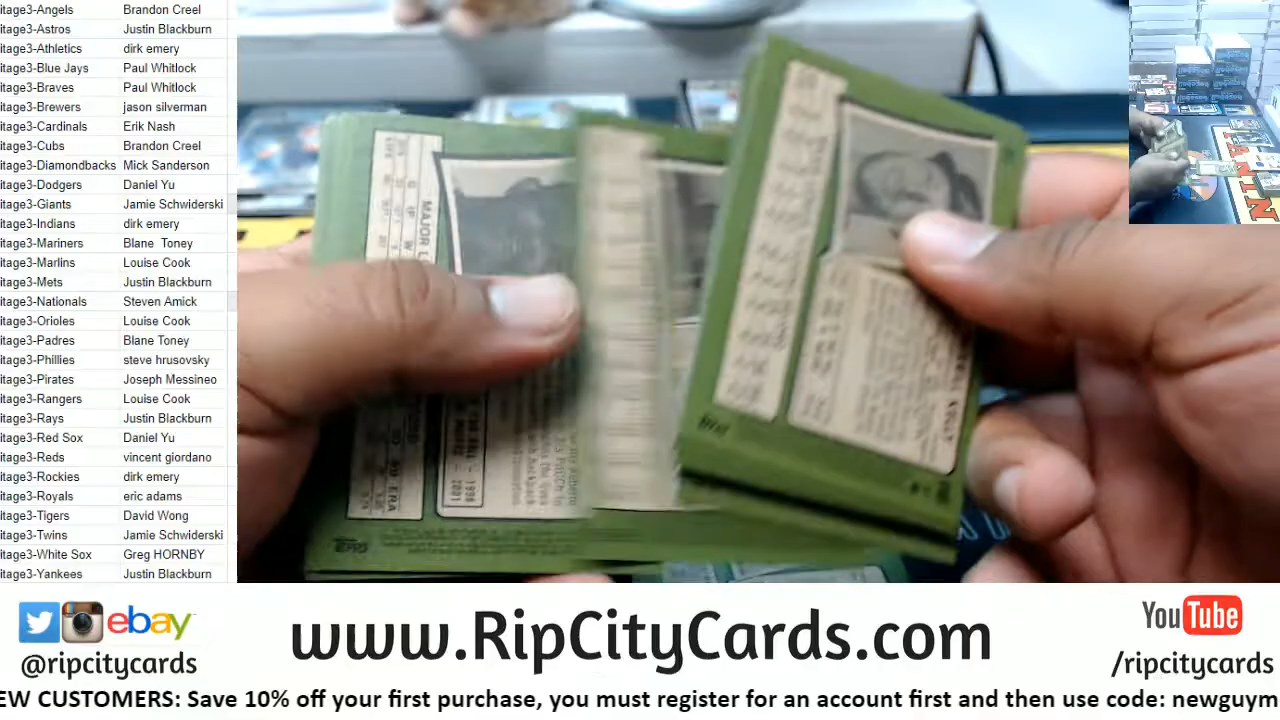 itage3-Angels Brandon Creel
itage3-Astros Justin Blackburn
itage3-Athletics dirk emery
itage3-Blue Jays Paul Whitlock
itage3-Braves Paul Whitlock
itage3-Brewers jason silverman
itage3-Cardinals Erik Nash
itage3-Cubs Brandon Creel
itage3-Diamondbacks Mick Sanderson
itage3-Dodgers Daniel Yu
itage3-Giants Jamie Schwiderski
itage3-Indians dirk emery
itage3-Mariners Blane Toney
itage3-Marlins Louise Cook
itage3-Mets Justin Blackburn
itage3-Nationals Steven Amick
itage3-Orioles Louise Cook
itage3-Padres Blane Toney
itage3-Phillies steve hrusovsky
itage3-Pirates Joseph Messineo
itage3-Rangers Louise Cook
itage3-Rays Justin Blackburn
itage3-Red Sox Daniel Yu
itage3-Reds vincent giordano
itage3-Rockies dirk emery
itage3-Royals eric adams
itage3-Tigers David Wong
itage3-Twins Jamie Schwiderski
itage3-White Sox Greg HORNBY
itage3-Yankees Justin Blackburn
MAJOR L
ebay
@ripcitycards
www.RipCityCards.com
YouTube
/ripcitycards
EW CUSTOMERS: Save 10% off your first purchase, you must register for an account first and then use code: newguym